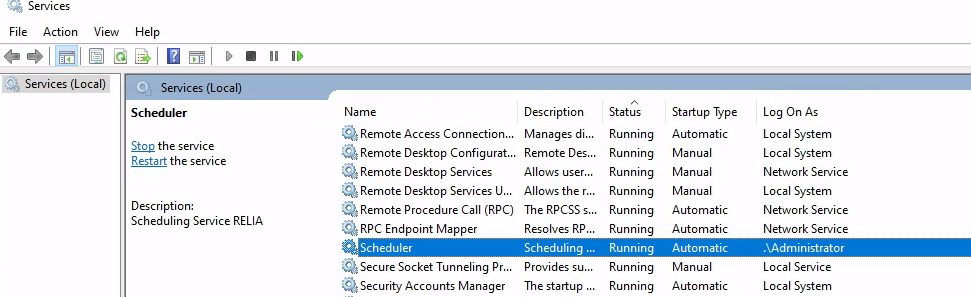 Services
File Action View Help
Services (Local)
Services (Local)
Scheduler
Stop the service
Restart the service
Description:
Scheduling Service RELIA
Name Description Status Startup Type Log On As
Remote Access Connection... Manages di... Running Automatic Local System
Remote Desktop Configurat... Remote Des... Running Manual Local System
Remote Desktop Services Allows user... Running Manual Network Service
Remote Desktop Services U... Allows the r... Running Manual Local System
Remote Procedure Call (RPC) The RPCSS s... Running Automatic Network Service
RPC Endpoint Mapper Resolves RP... Running Automatic Network Service
Scheduler Scheduling ... Running Automatic .\Administrator
Secure Socket Tunneling Pr... Provides su... Running Manual Local Service
Security Accounts Manager The startup ... Running Automatic Local System